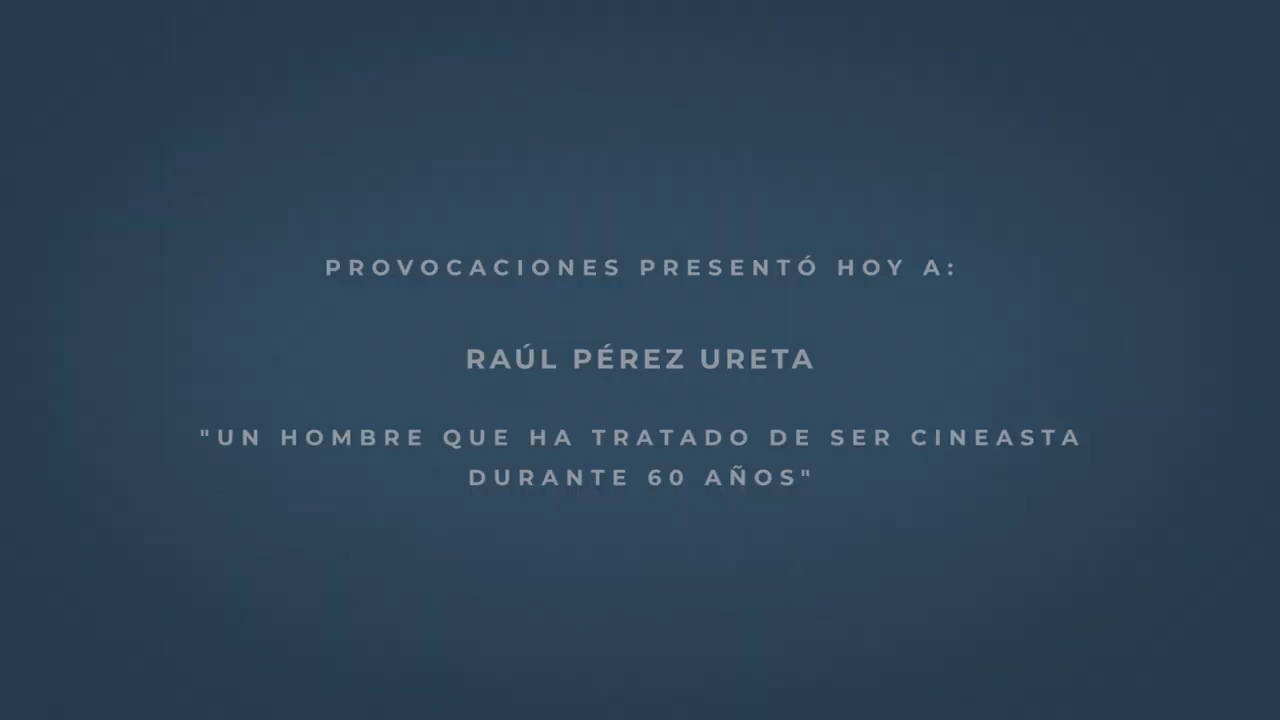 PROVOCACIONES PRESENTÓ HOY A:
RAÚL PÉREZ URETA
"UN HOMBRE QUE HA TRATADO DE SER CINEASTA
DURANTE 60 AÑOS"